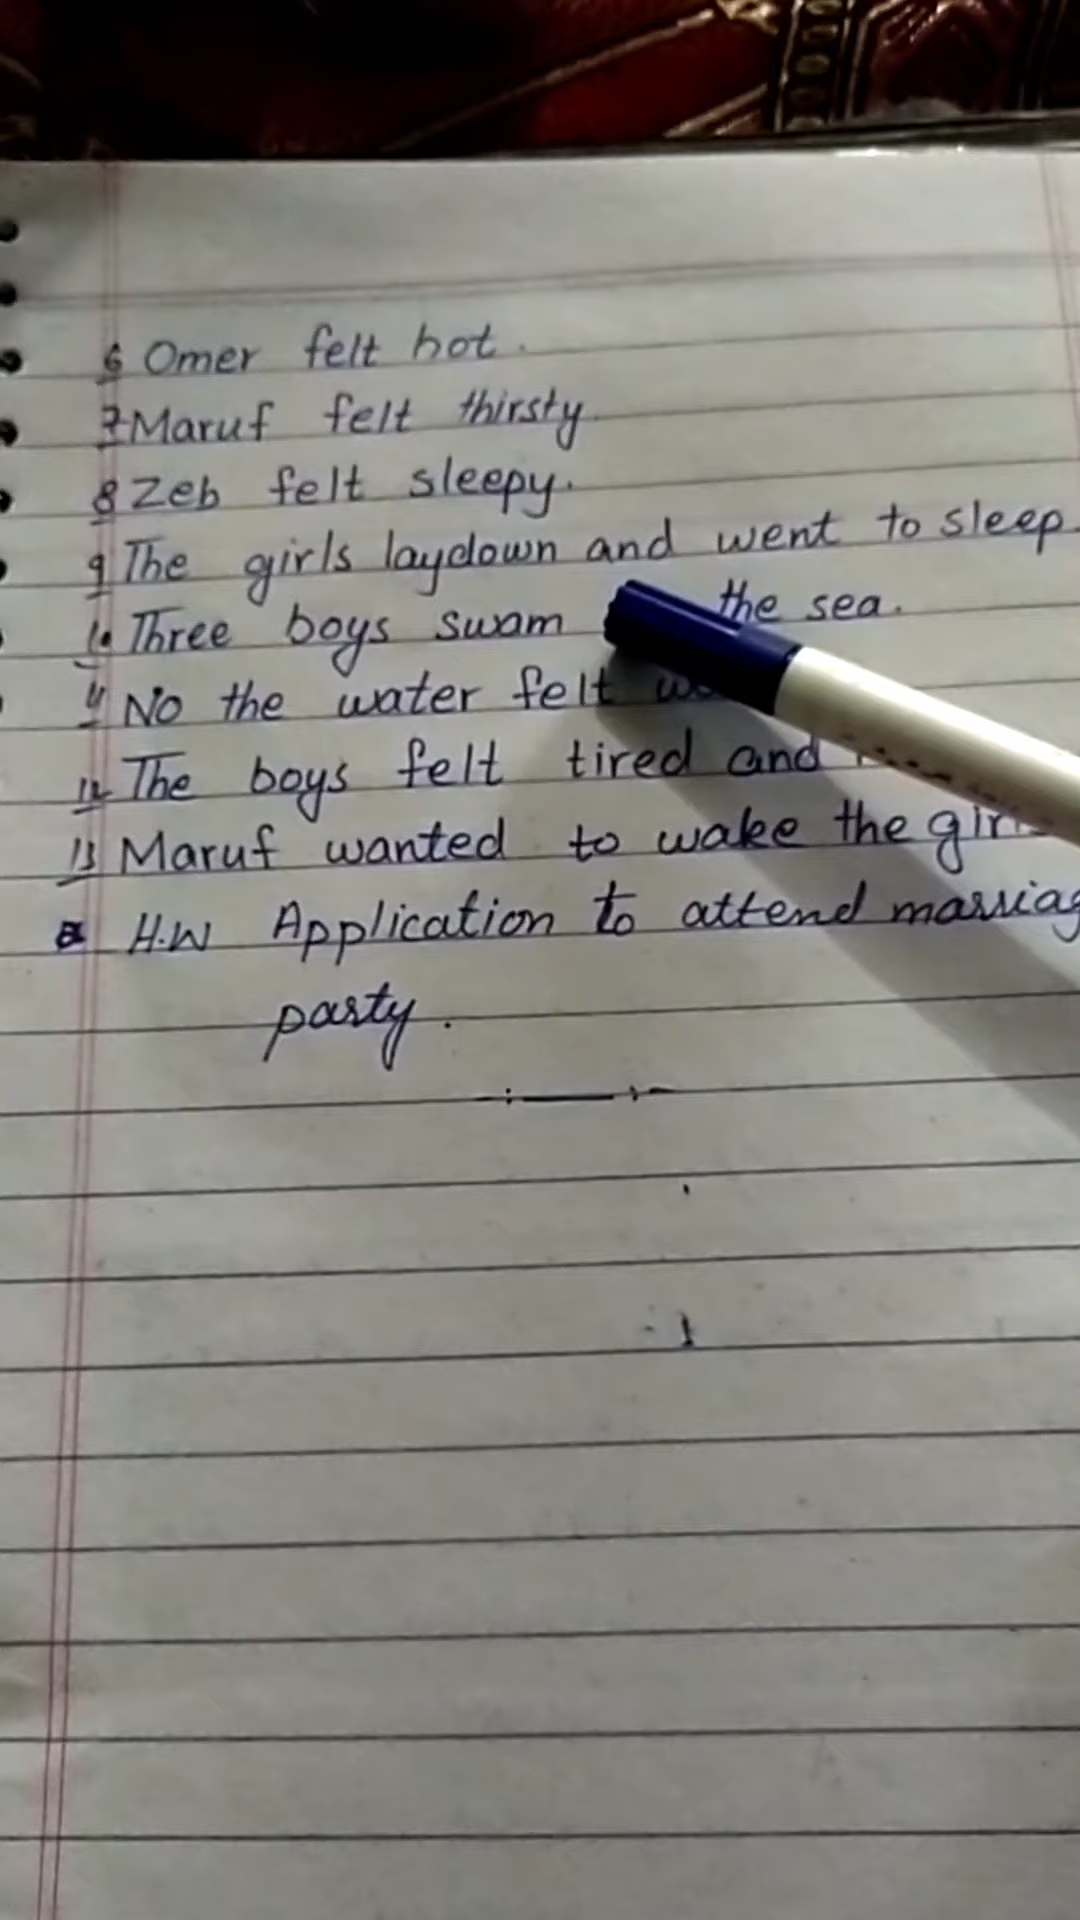 6 Omer felt hot.
7 Maruf felt thirsty.
8 Zeb felt sleepy.
9 The girls laydown and went to sleep.
10 Three boys swam the sea.
11 No the water felt
12 The boys felt tired and
13 Maruf wanted to wake the
H.W Application to attend
party.